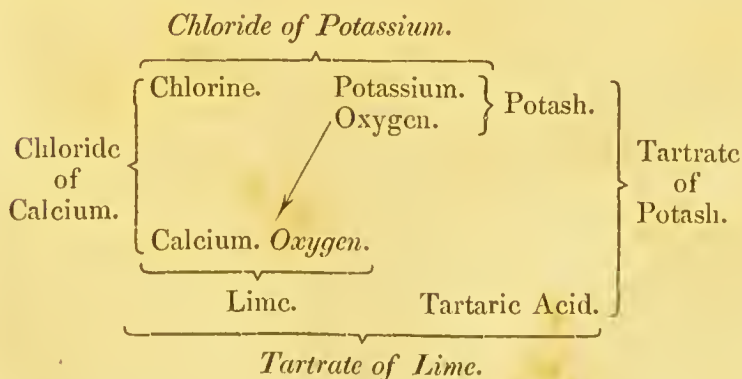 Chloride of Potassium.
Chlorine. Potassium.
Oxygen.
Potash.
Chloride
of
Calcium.
Tartrate
of
Potash.
Calcium. Oxygen.
Lime.
Tartaric Acid.
Tartrate of Lime.